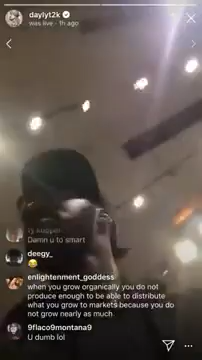 daylyt2k
was live · 1h ago
Damn u to smart
deegy_
😂
enlightenment_goddess
when you grow organically you do not
produce enough to be able to distribute
what you grow to markets because you do
not grow nearly as much.
9flaco9montana9
U dumb lol